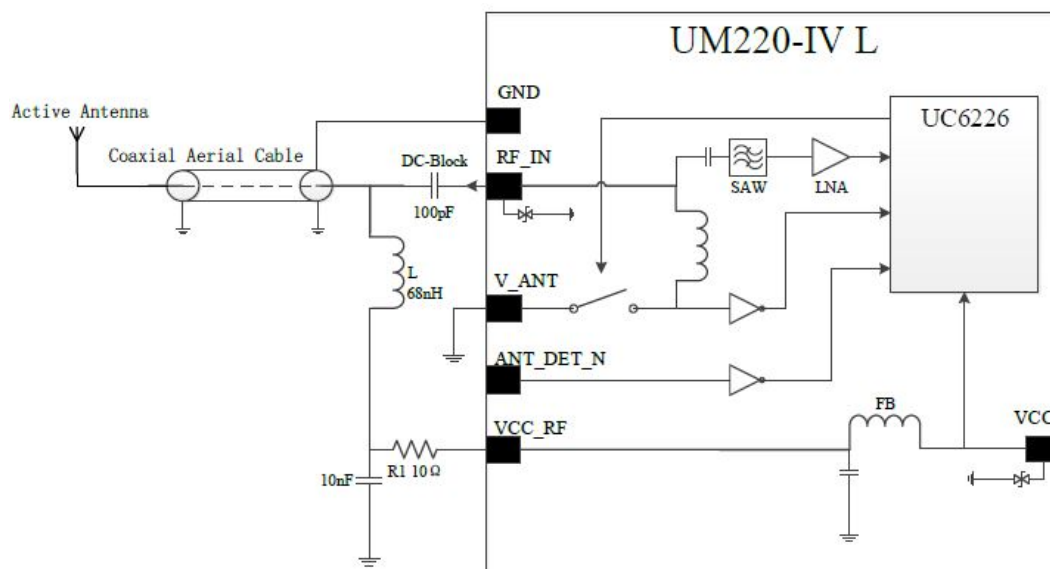 UM220-IV L
GND
UC6226
Active Antenna
Coaxial Aerial Cable
DC-Block
RF_IN
SAW
LNA
100pF
L
68nH
V_ANT
ANT_DET_N
FB
VCC_RF
VCC
10nF
R1 10Ω